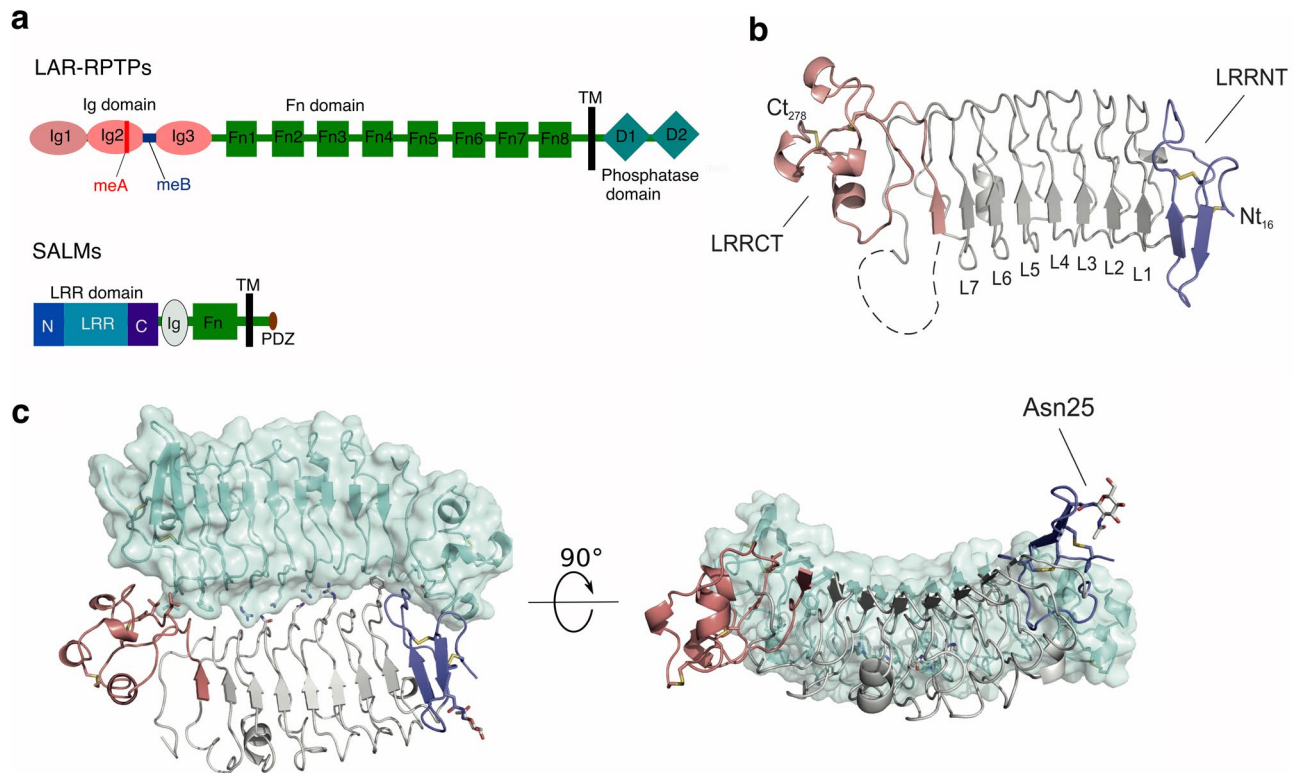 a
LAR-RPTPs
Ig domain
Fn domain
TM
Ig1 Ig2 Ig3 Fn1 Fn2 Fn3 Fn4 Fn5 Fn6 Fn7 Fn8 D1 D2
meA meB
Phosphatase
domain
SALMs
LRR domain
TM
N LRR C Ig Fn
PDZ
b
LRRNT
Ct278
Nt16
LRRCT
L7 L6 L5 L4 L3 L2 L1
c
90°
Asn25